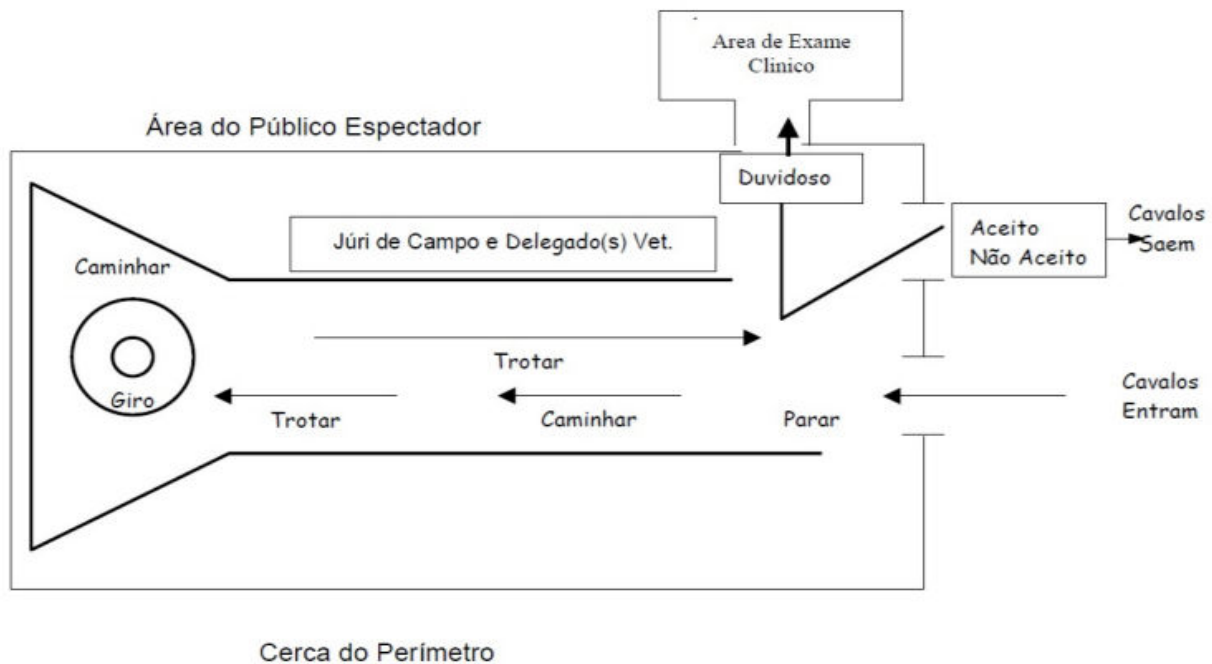 Area de Exame
Clinico
Área do Público Espectador
Duvidoso
Júri de Campo e Delegado(s) Vet.
Aceito
Não Aceito
Cavalos
Saem
Caminhar
Giro
Trotar
Trotar
Caminhar
Parar
Cavalos
Entram
Cerca do Perímetro